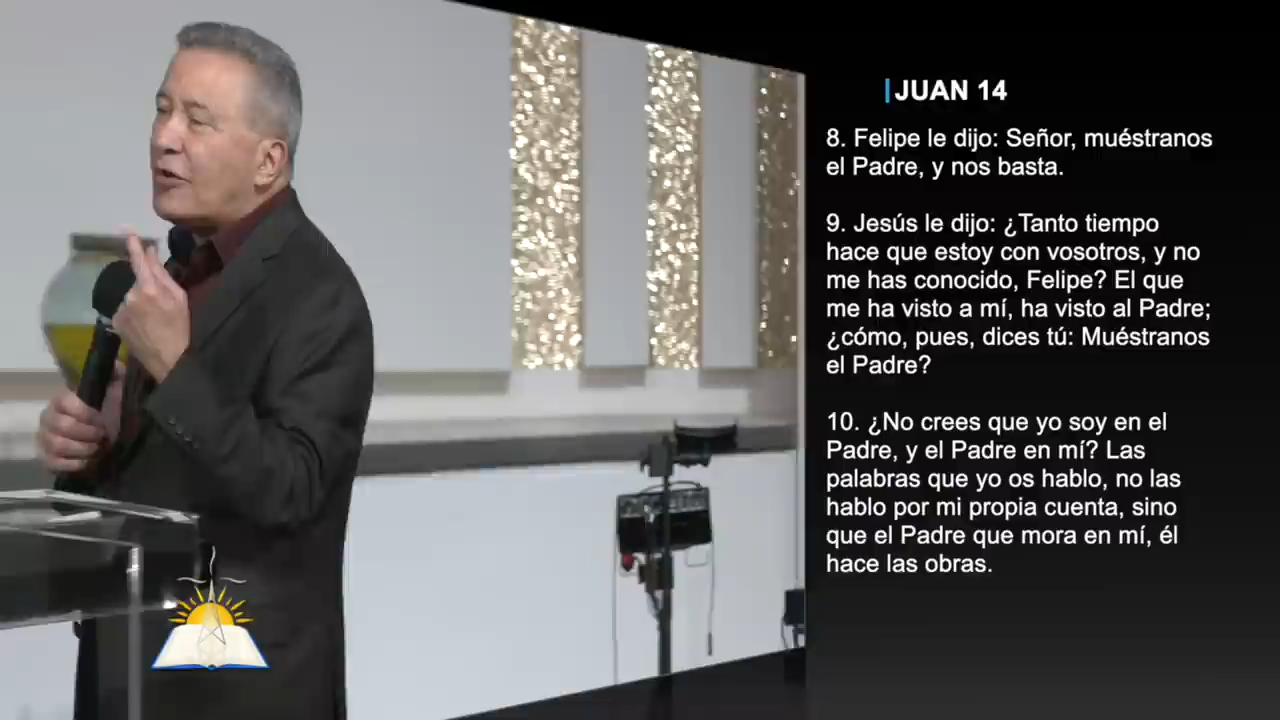 JUAN 14
8. Felipe le dijo: Señor, muéstranos
el Padre, y nos basta.
9. Jesús le dijo: ¿Tanto tiempo
hace que estoy con vosotros, y no
me has conocido, Felipe? El que
me ha visto a mí, ha visto al Padre;
¿cómo, pues, dices tú: Muéstranos
el Padre?
10. ¿No crees que yo soy en el
Padre, y el Padre en mí? Las
palabras que yo os hablo, no las
hablo por mi propia cuenta, sino
que el Padre que mora en mí, él
hace las obras.